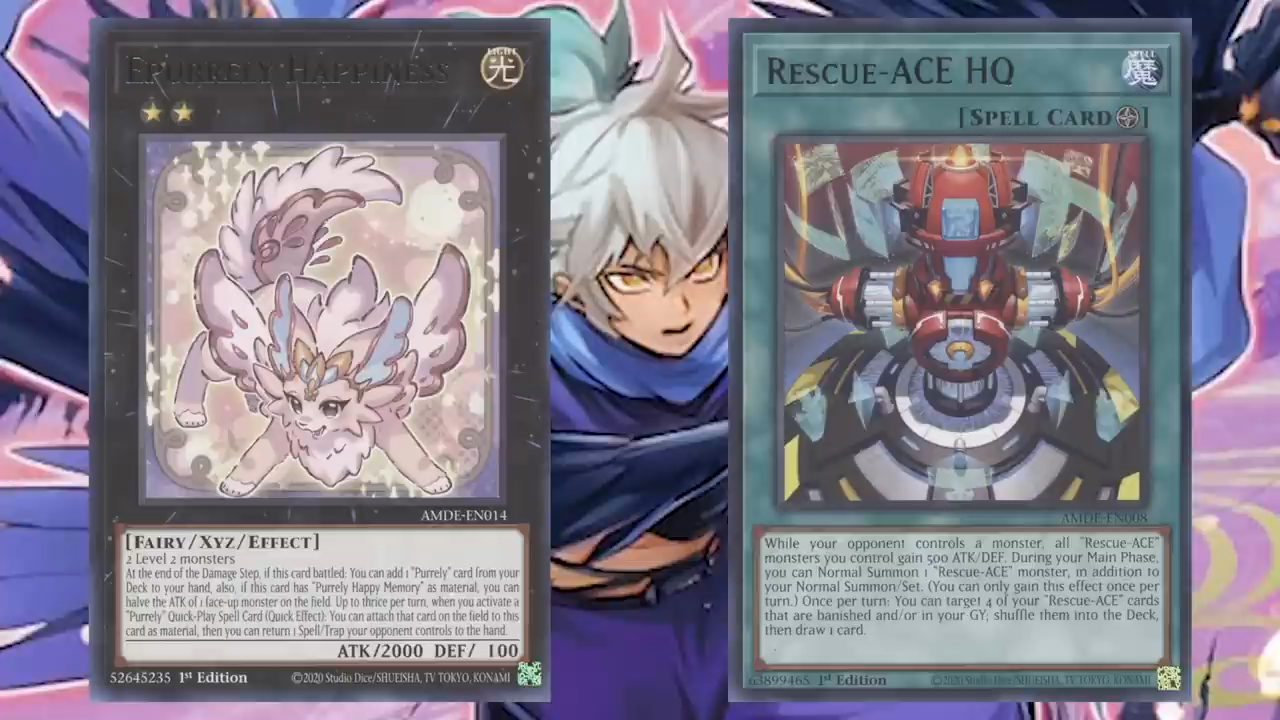 EPURRELY HAPPINESS
LIGHT
光
AMDE-EN014
[FAIRY/XYZ/EFFECT]
2 Level 2 monsters
At the end of the Damage Step, if this card battled: You can add 1 "Purrely" card from your
Deck to your hand, also, if this card has "Purrely Happy Memory" as material, you can
halve the ATK of 1 face-up monster on the field. Up to thrice per turn, when you activate a
"Purrely" Quick-Play Spell Card (Quick Effect): You can attach that card on the field to this
card as material, then you can return 1 Spell/Trap your opponent controls to the hand.
ATK/2000 DEF/ 100
52645235 1st Edition ©2020 Studio Dice/SHUEISHA, TV TOKYO, KONAMI
RESCUE-ACE HQ
SPELL
魔
[SPELL CARD]
AMDE-EN008
While your opponent controls a monster, all "Rescue-ACE"
monsters you control gain 500 ATK/DEF. During your Main Phase,
you can Normal Summon 1 "Rescue-ACE" monster, in addition to
your Normal Summon/Set. (You can only gain this effect once per
turn.) Once per turn: You can target 4 of your "Rescue-ACE" cards
that are banished and/or in your GY; shuffle them into the Deck,
then draw 1 card.
63899465 1st Edition ©2020 Studio Dice/SHUEISHA, TV TOKYO, KONAMI